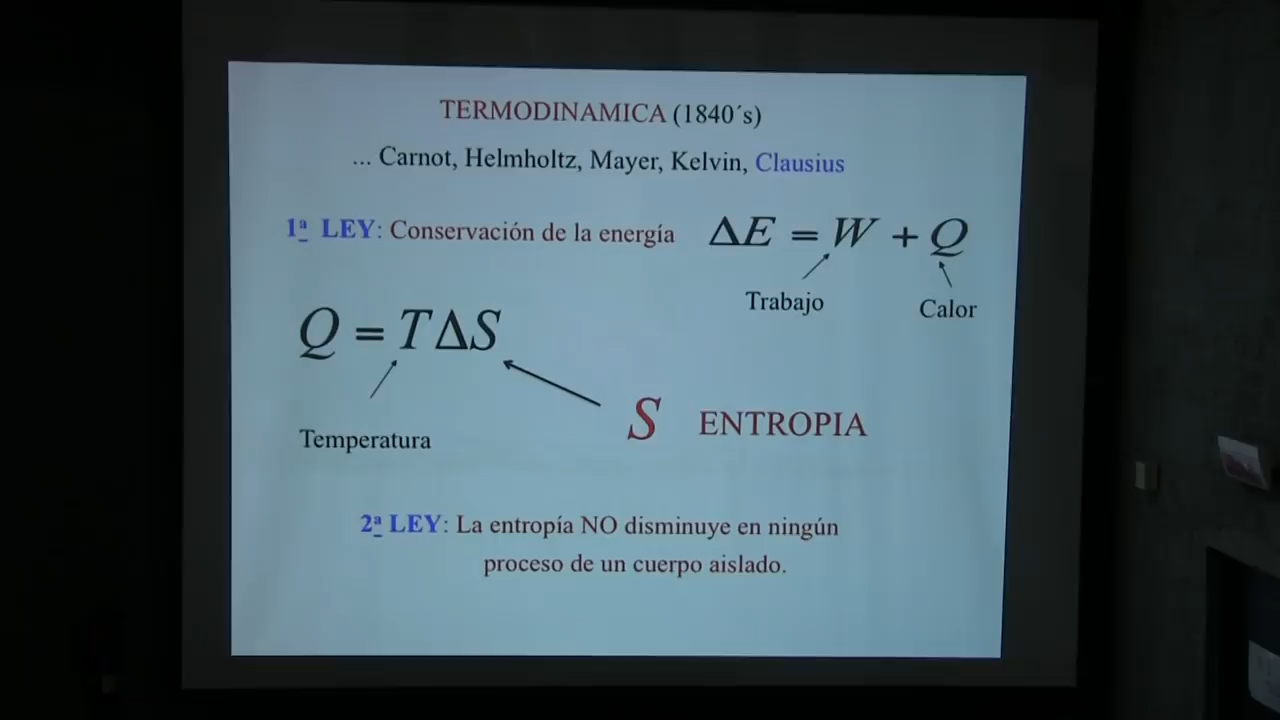 TERMODINAMICA (1840´s)
... Carnot, Helmholtz, Mayer, Kelvin, Clausius
1ª LEY: Conservación de la energía ΔE = W + Q
Trabajo Calor
Q = TΔS
S ENTROPIA
Temperatura
2ª LEY: La entropía NO disminuye en ningún
proceso de un cuerpo aislado.